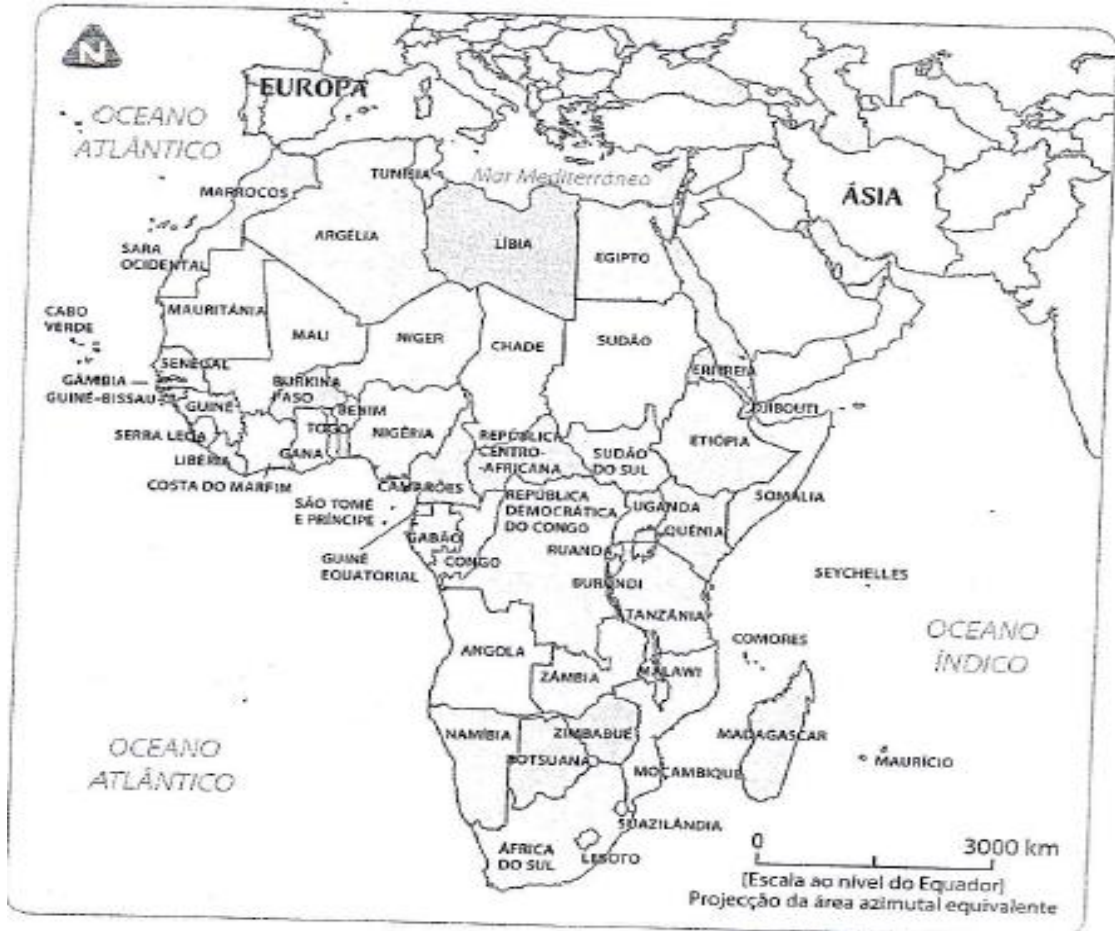 N
EUROPA
OCEANO
ATLÂNTICO
TUNÍSIA
Mar Mediterrâneo
MARROCOS
ÁSIA
ARGÉLIA
LÍBIA
EGIPTO
SARA
OCIDENTAL
MAURITÂNIA
CABO
VERDE
MALI
NIGER
CHADE
SUDÃO
SENEGAL
ERITREIA
GÂMBIA
GUINÉ-BISSAU
BURKINA
FASO
GUINÉ
BENIM
DJIBOUTI
TOGO
NIGÉRIA
SERRA LEOA
REPÚBLICA
CENTRO-
-AFRICANA
SUDÃO
DO SUL
ETIÓPIA
LIBÉRIA
GANA
COSTA DO MARFIM
CAMARÕES
SOMÁLIA
SÃO TOMÉ
E PRÍNCIPE
REPÚBLICA
DEMOCRÁTICA
DO CONGO
UGANDA
QUÉNIA
GABÃO
RUANDA
GUINÉ
EQUATORIAL
CONGO
BURUNDI
SEYCHELLES
TANZÂNIA
OCEANO
ÍNDICO
COMORES
ANGOLA
ZÂMBIA
MALAWI
NAMÍBIA
ZIMBABUÉ
MADAGASCAR
OCEANO
ATLÂNTICO
BOTSUANA
MOÇAMBIQUE
MAURÍCIO
SUAZILÂNDIA
ÁFRICA
DO SUL
LESOTO
0 3000 km
[Escala ao nível do Equador]
Projecção da área azimutal equivalente